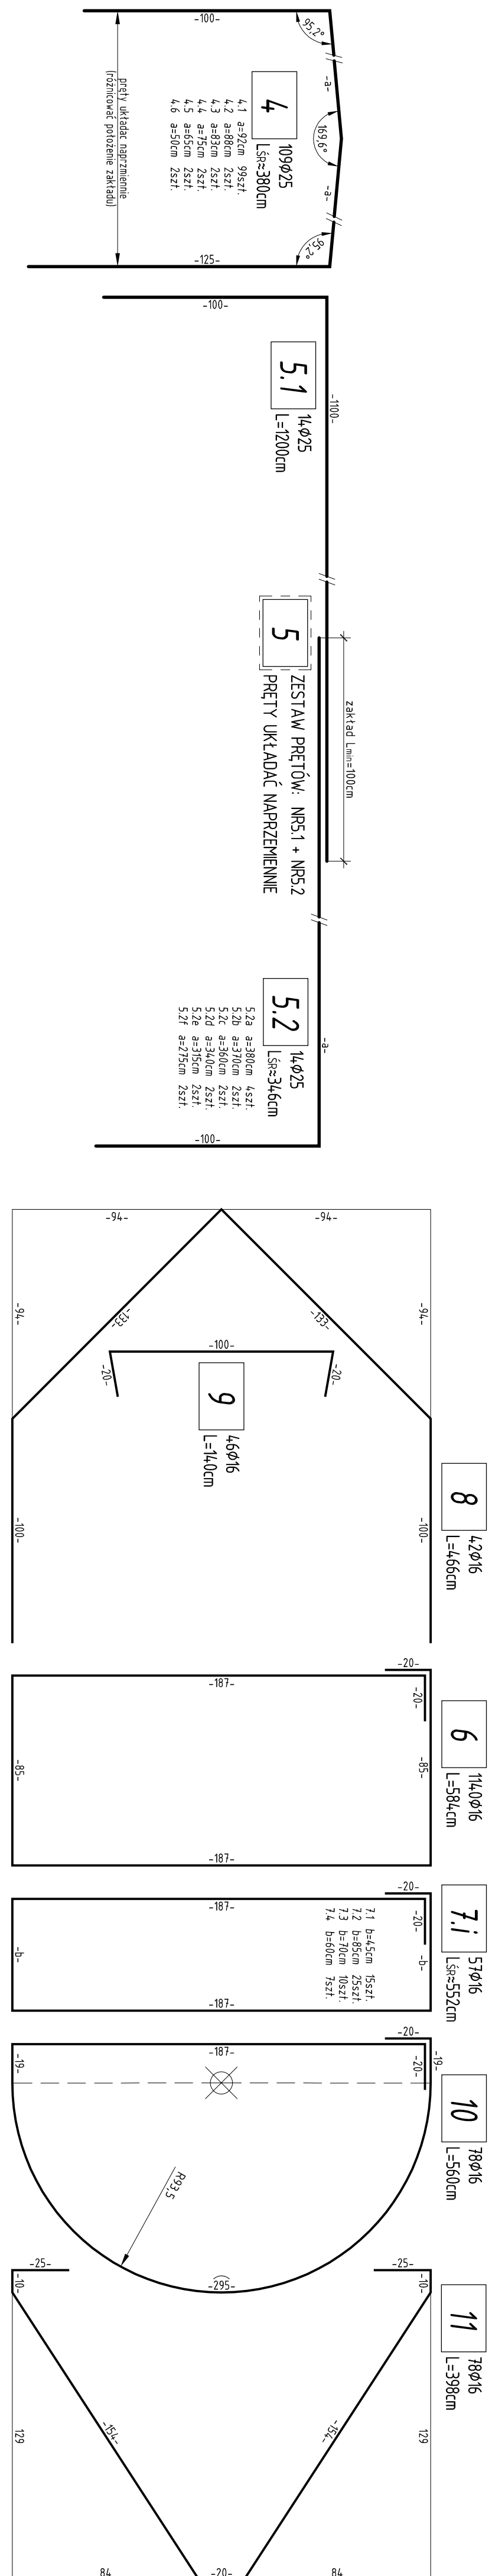 -100-
95,2°
-a-
169,6°
-a-
95,2°
-125-
4
109ø25
LŚR≈380cm
4.1 a=92cm 99szt.
4.2 a=88cm 2szt.
4.3 a=83cm 2szt.
4.4 a=75cm 2szt.
4.5 a=65cm 2szt.
4.6 a=50cm 2szt.
pręty układać naprzmiennie
(różnicować położenie zakładu)
-100-
-1100-
5.1
14ø25
L=1200cm
5
ZESTAW PRĘTÓW: NR5.1 + NR5.2
PRĘTY UKŁADAĆ NAPRZEMIENNIE
zakład Lmin=100cm
5.2
14ø25
LŚR≈346cm
5.2a a=380cm 4szt.
5.2b a=370cm 2szt.
5.2c a=360cm 2szt.
5.2d a=340cm 2szt.
5.2e a=315cm 2szt.
5.2f a=275cm 2szt.
-a-
-100-
-94-
-94-
-94-
-94-
-133-
-133-
-100-
-20-
-20-
9
46ø16
L=140cm
-100-
-100-
8
42ø16
L=466cm
-20-
-20-
-187-
-85-
-85-
-187-
6
1140ø16
L=584cm
-20-
-20-
-187-
-b-
-b-
-187-
7.1 b=45cm 15szt.
7.2 b=85cm 25szt.
7.3 b=70cm 10szt.
7.4 b=60cm 7szt.
7.i
57ø16
LŚR≈552cm
-20-
-20-
-19-
-187-
-19-
R93,5
-295-
10
78ø16
L=560cm
-25-
-25-
-10-
-10-
11
78ø16
L=398cm
129
129
-154-
-154-
84
-20-
84